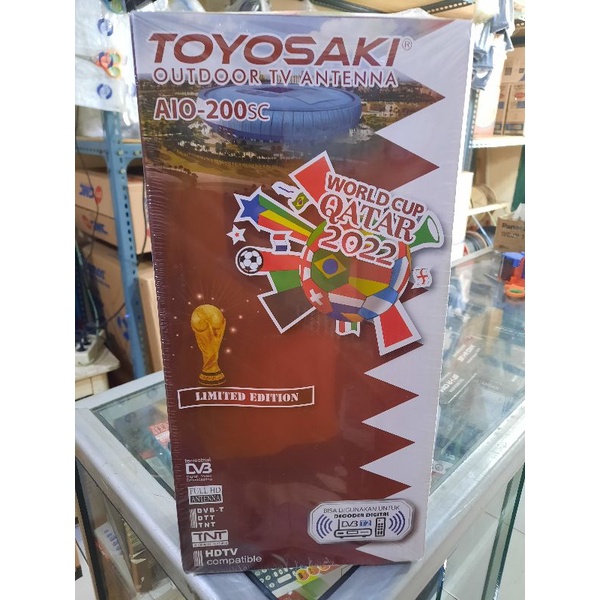 TOYOSAKI®
OUTDOOR TV ANTENNA
AIO-200SC
WORLD CUP
QATAR
2022
LIMITED EDITION
terrestrial
DVB
FULL HD
ANTENNA
DVB-T
DTT
TNT
TNT
HDTV
compatible
BISA DIGUNAKAN UNTUK
DECODER DIGITAL
DVB T2